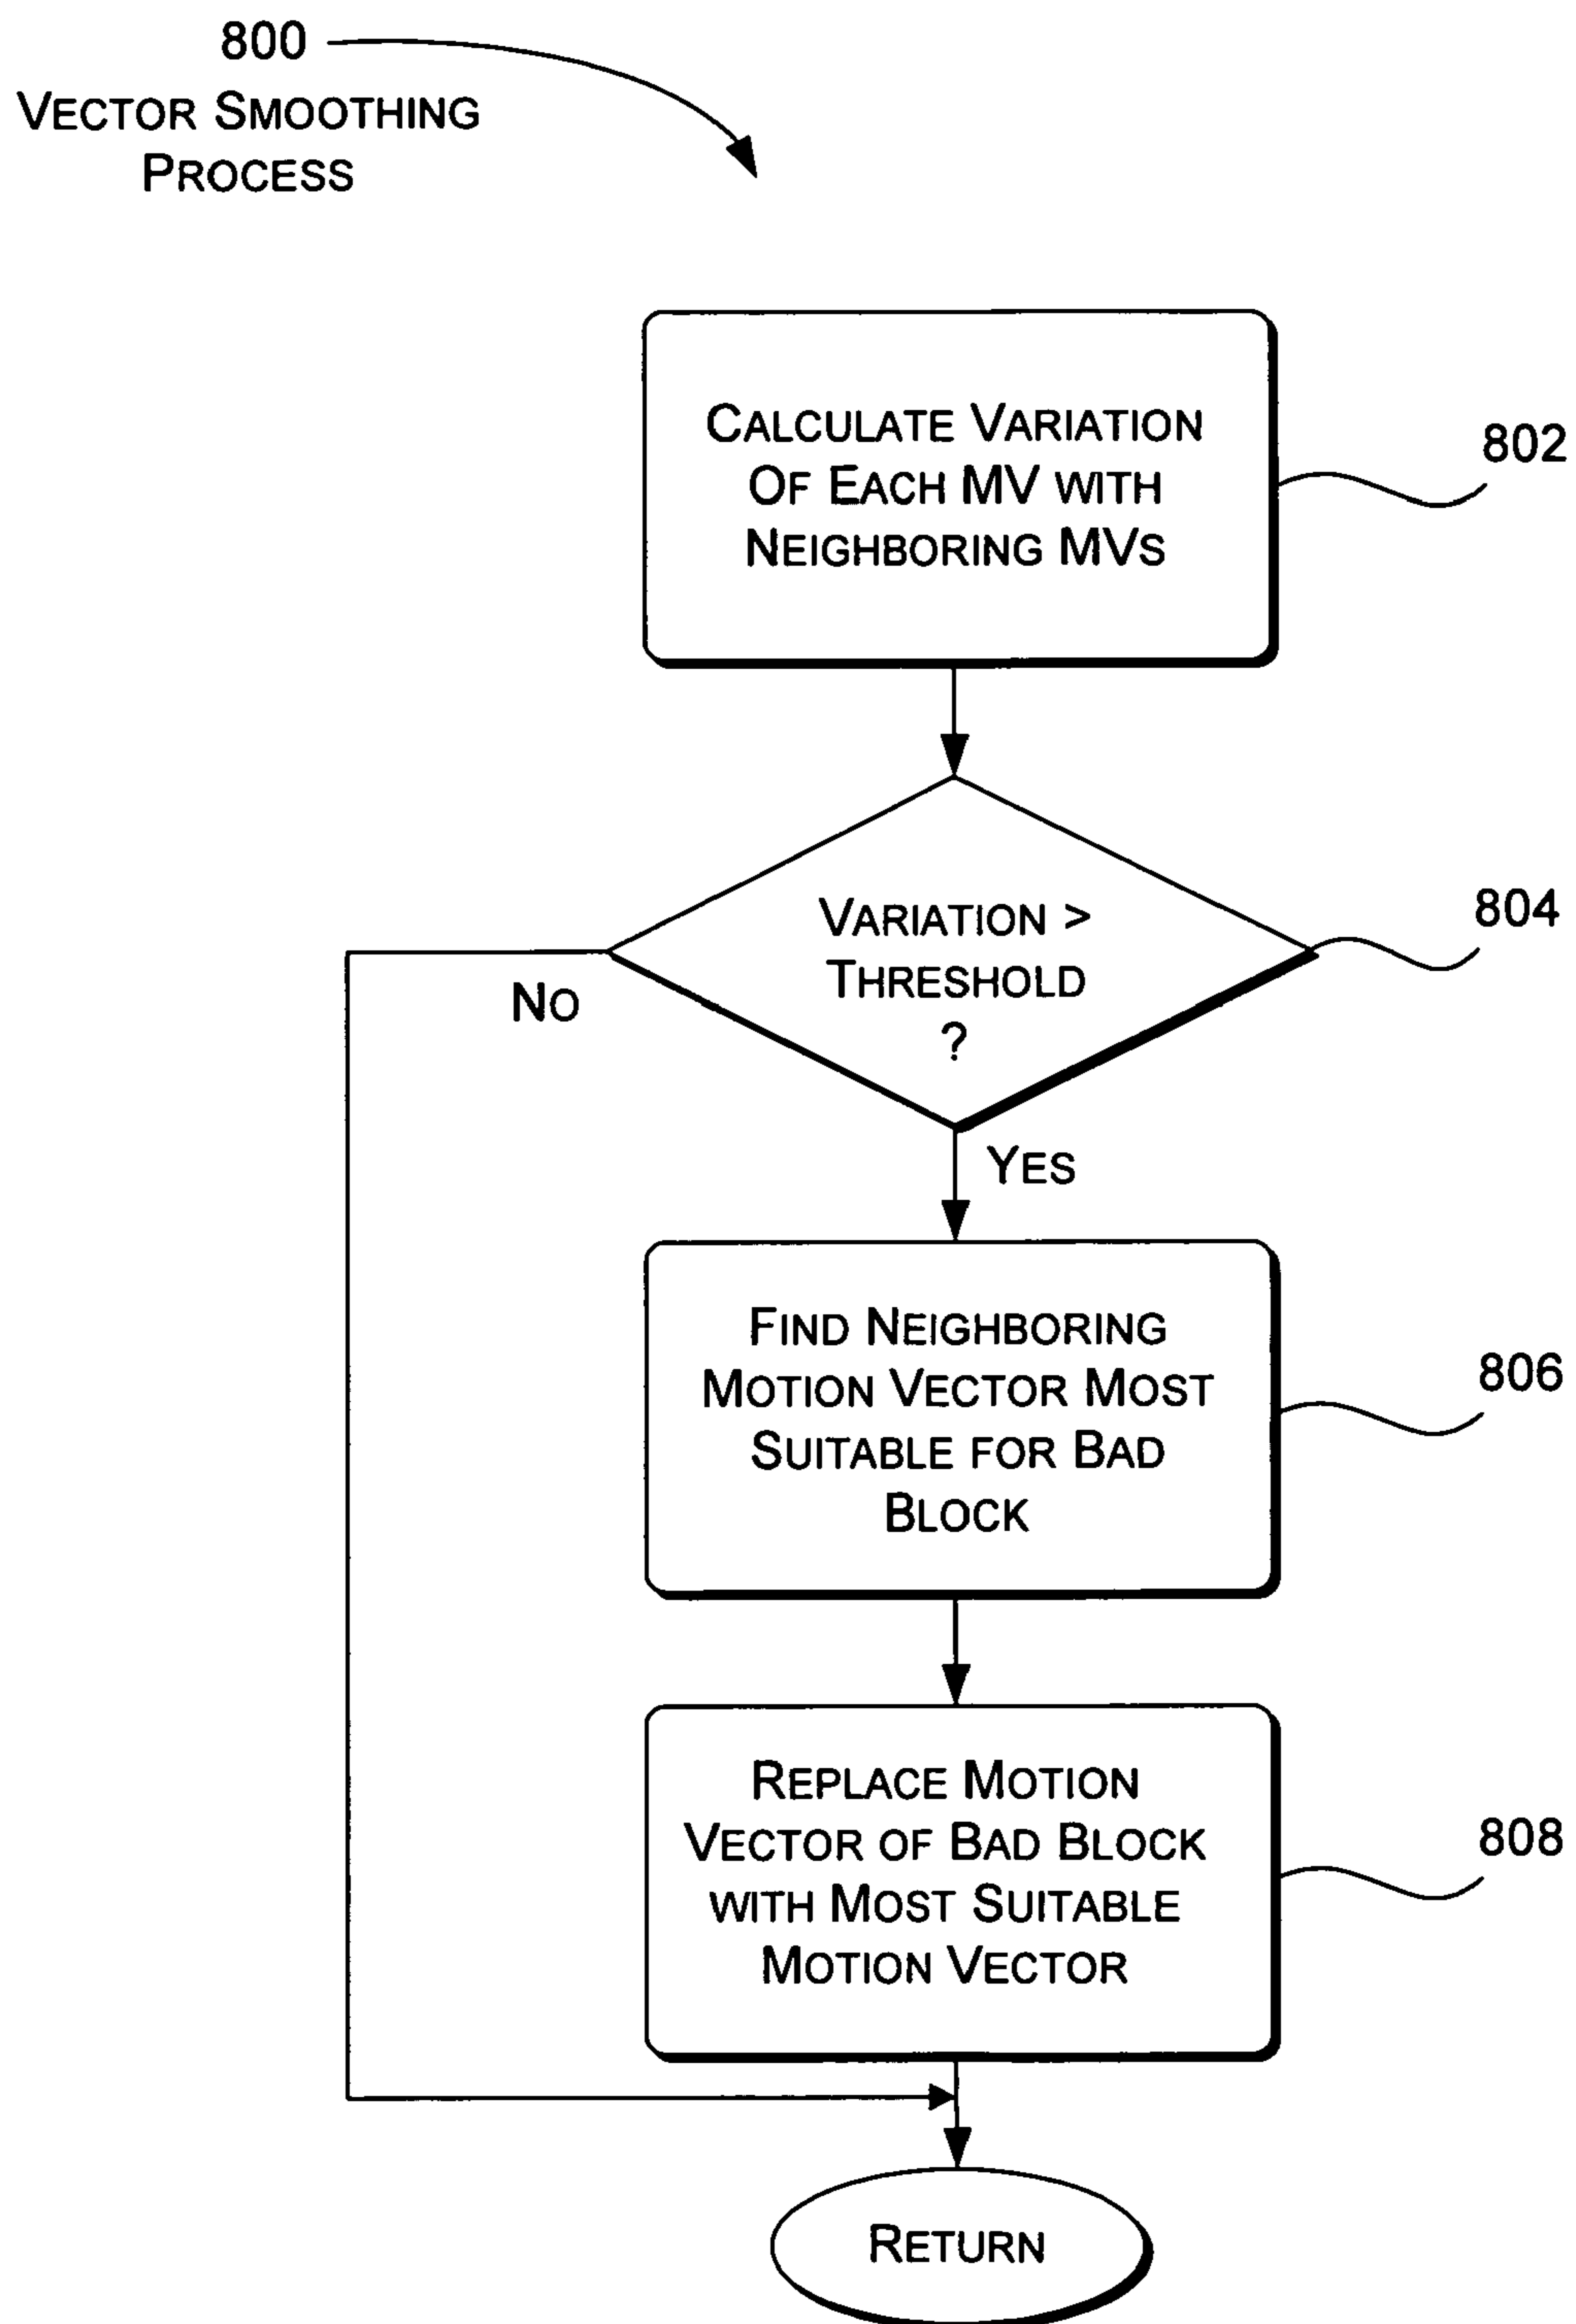 800
VECTOR SMOOTHING
PROCESS
CALCULATE VARIATION
OF EACH MV WITH
NEIGHBORING MVS
802
VARIATION >
THRESHOLD
?
804
NO
YES
FIND NEIGHBORING
MOTION VECTOR MOST
SUITABLE FOR BAD
BLOCK
806
REPLACE MOTION
VECTOR OF BAD BLOCK
WITH MOST SUITABLE
MOTION VECTOR
808
RETURN